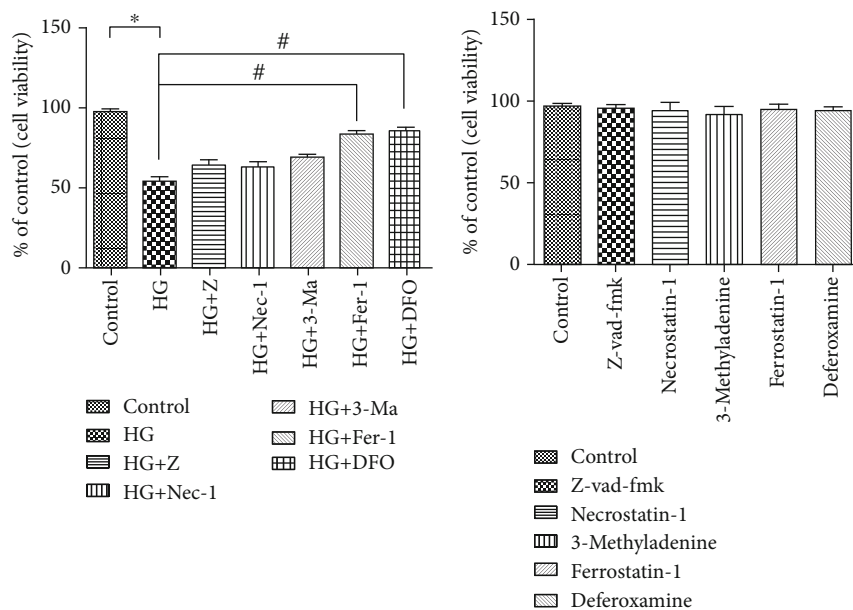 % of control (cell viability)
150
100
50
0
*
#
#
Control
HG
HG+Z
HG+Nec-1
HG+3-Ma
HG+Fer-1
HG+DFO
Control
HG
HG+Z
HG+Nec-1
HG+3-Ma
HG+Fer-1
HG+DFO
% of control (cell viability)
150
100
50
0
Control
Z-vad-fmk
Necrostatin-1
3-Methyladenine
Ferrostatin-1
Deferoxamine
Control
Z-vad-fmk
Necrostatin-1
3-Methyladenine
Ferrostatin-1
Deferoxamine